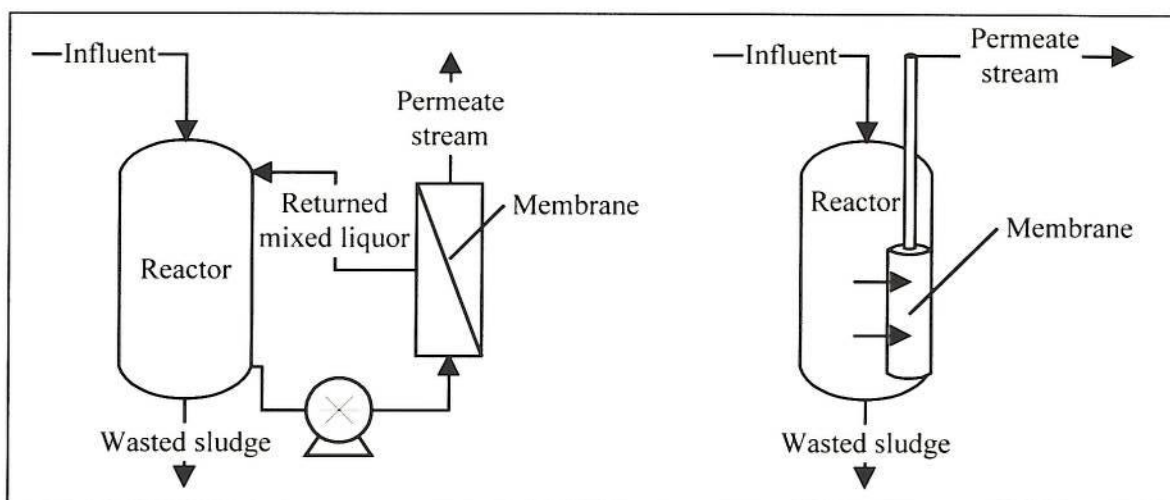 Influent
Permeate
stream
Returned
mixed liquor
Membrane
Reactor
Wasted sludge
Influent
Permeate
stream
Reactor
Membrane
Wasted sludge